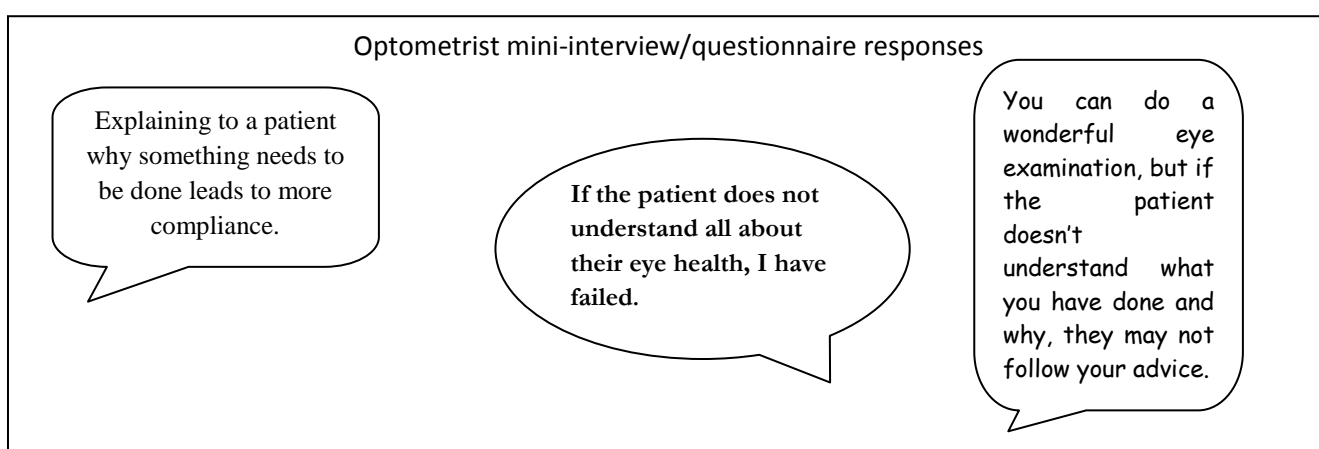 Optometrist mini-interview/questionnaire responses
Explaining to a patient
why something needs to
be done leads to more
compliance.
If the patient does not
understand all about
their eye health, I have
failed.
You can do a
wonderful eye
examination, but if
the patient
doesn't
understand what
you have done and
why, they may not
follow your advice.